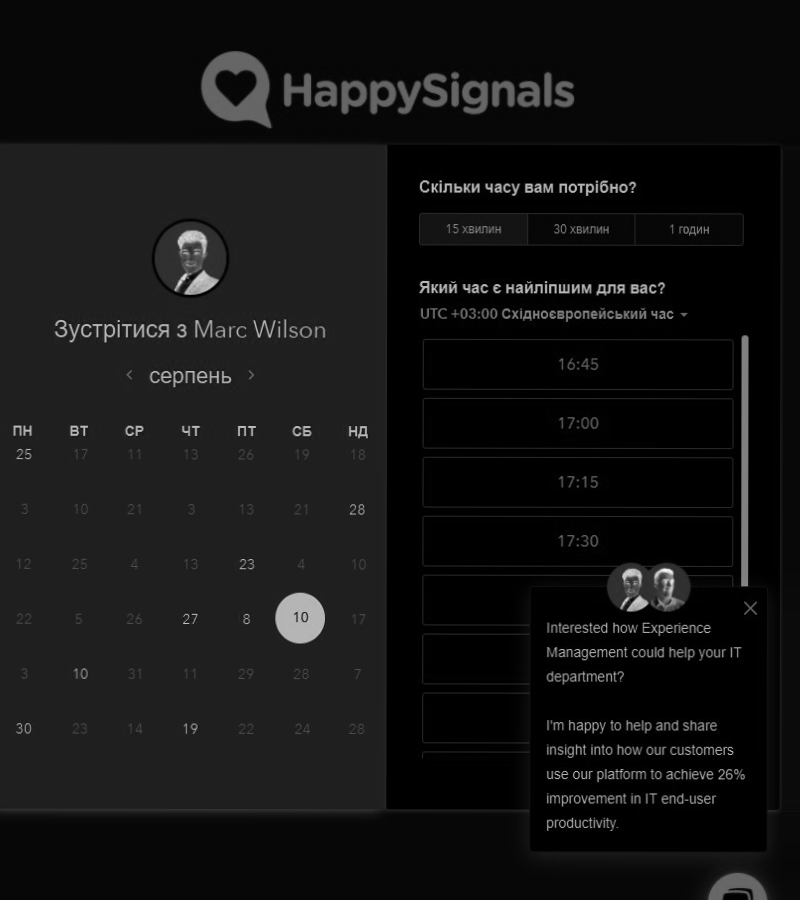 HappySignals
Зустрітися з Marc Wilson
серпень
ПН ВТ СР ЧТ ПТ СБ НД
25 17 11 13 26 19 18
3 10 21 3 13 21 28
12 25 4 13 23 4 10
22 5 26 27 8 10 17
3 10 31 11 29 28 7
30 23 14 19 22 24 28
Скільки часу вам потрібно?
15 хвилин 30 хвилин 1 годин
Який час є найліпшим для вас?
UTC +03:00 Східноєвропейський час
16:45
17:00
17:15
17:30
Interested how Experience
Management could help your IT
department?
I'm happy to help and share
insight into how our customers
use our platform to achieve 26%
improvement in IT end-user
productivity.